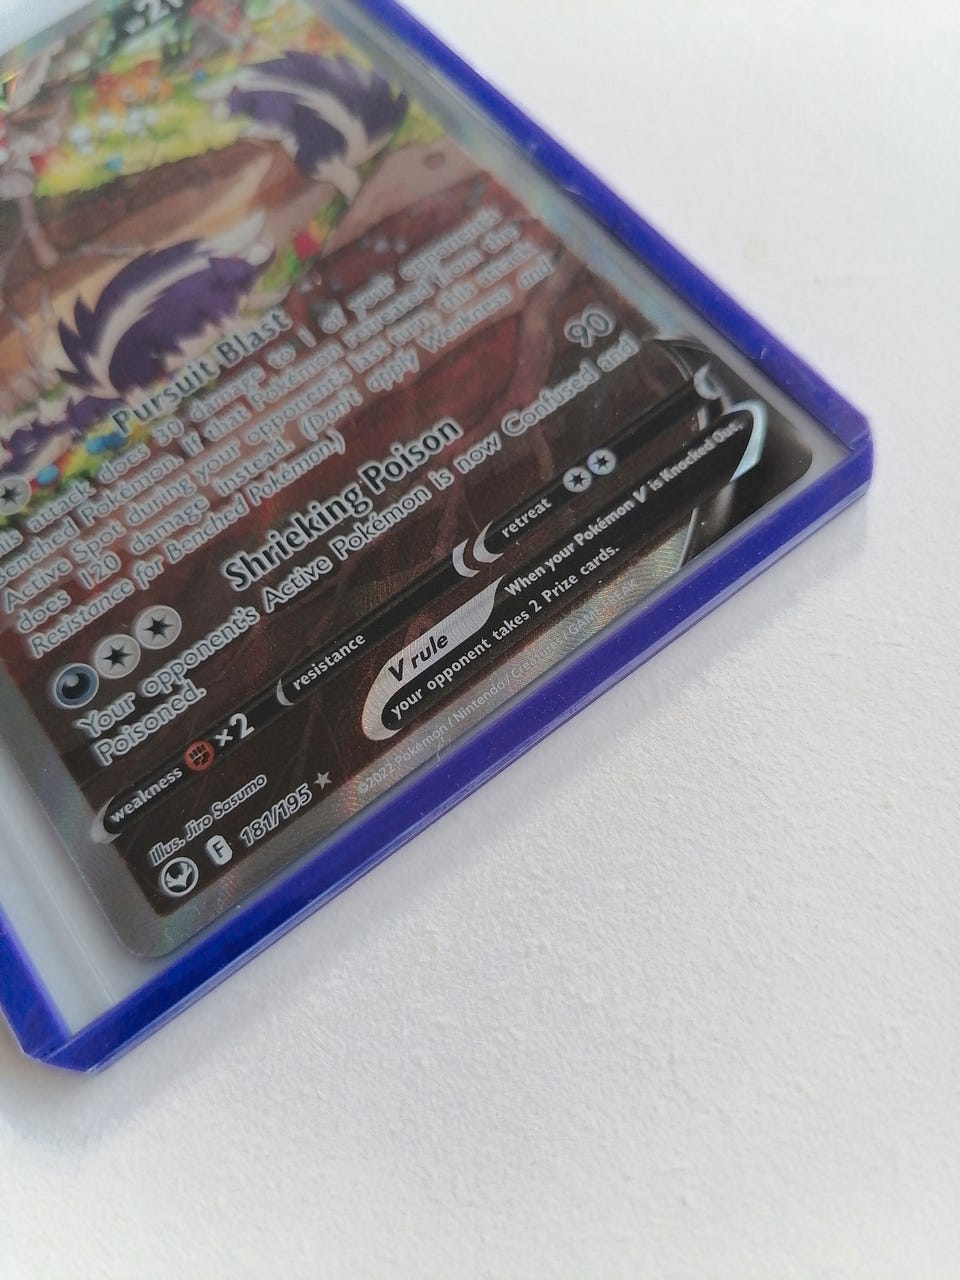 Pursuit Blast
attack does 30 damage to 1 of your opponent's
Benched Pokémon. If that Pokémon retreated from the
Active Spot during your opponent's last turn, this attack
does 120 damage instead. (Don't apply Weakness and
Resistance for Benched Pokémon.)
Shrieking Poison 90
Your opponent's Active Pokémon is now Confused and
Poisoned.
weakness ×2 resistance retreat
V rule When your Pokémon V is Knocked Out,
your opponent takes 2 Prize cards.
Illus. Jiro Sasumo
F 181/195 ★
©2022 Pokémon / Nintendo / Creatures / GAME FREAK